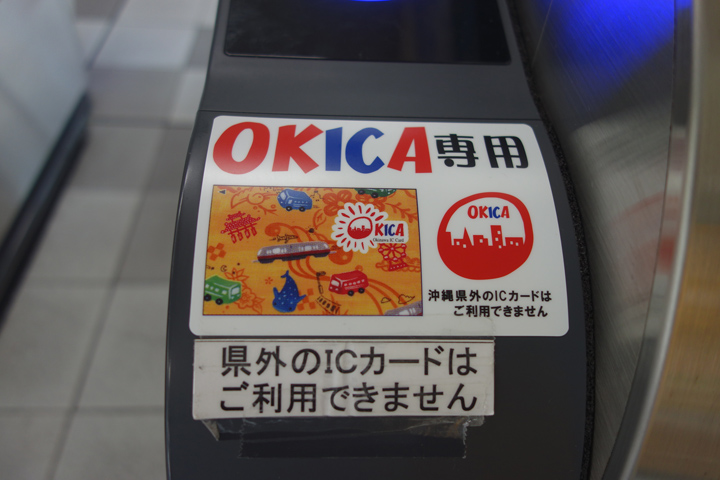 OKICA専用
OKICA
Okinawa IC Card
OKICA
沖縄県外のICカードは
ご利用できません
県外のICカードは
ご利用できません